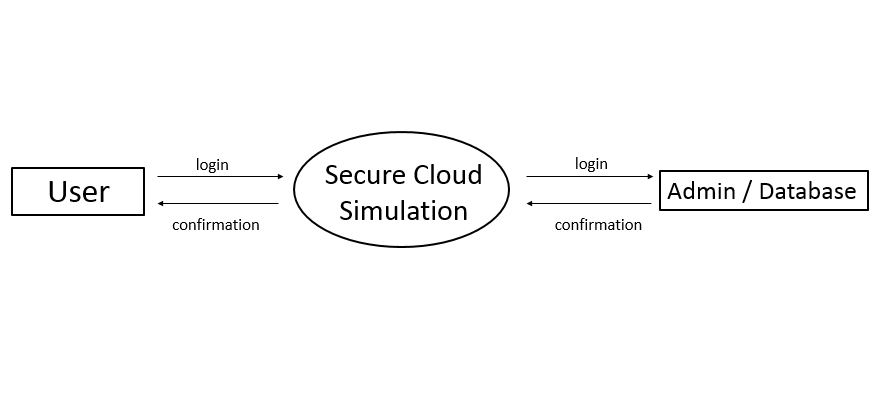 User
login
confirmation
Secure Cloud
Simulation
login
confirmation
Admin / Database